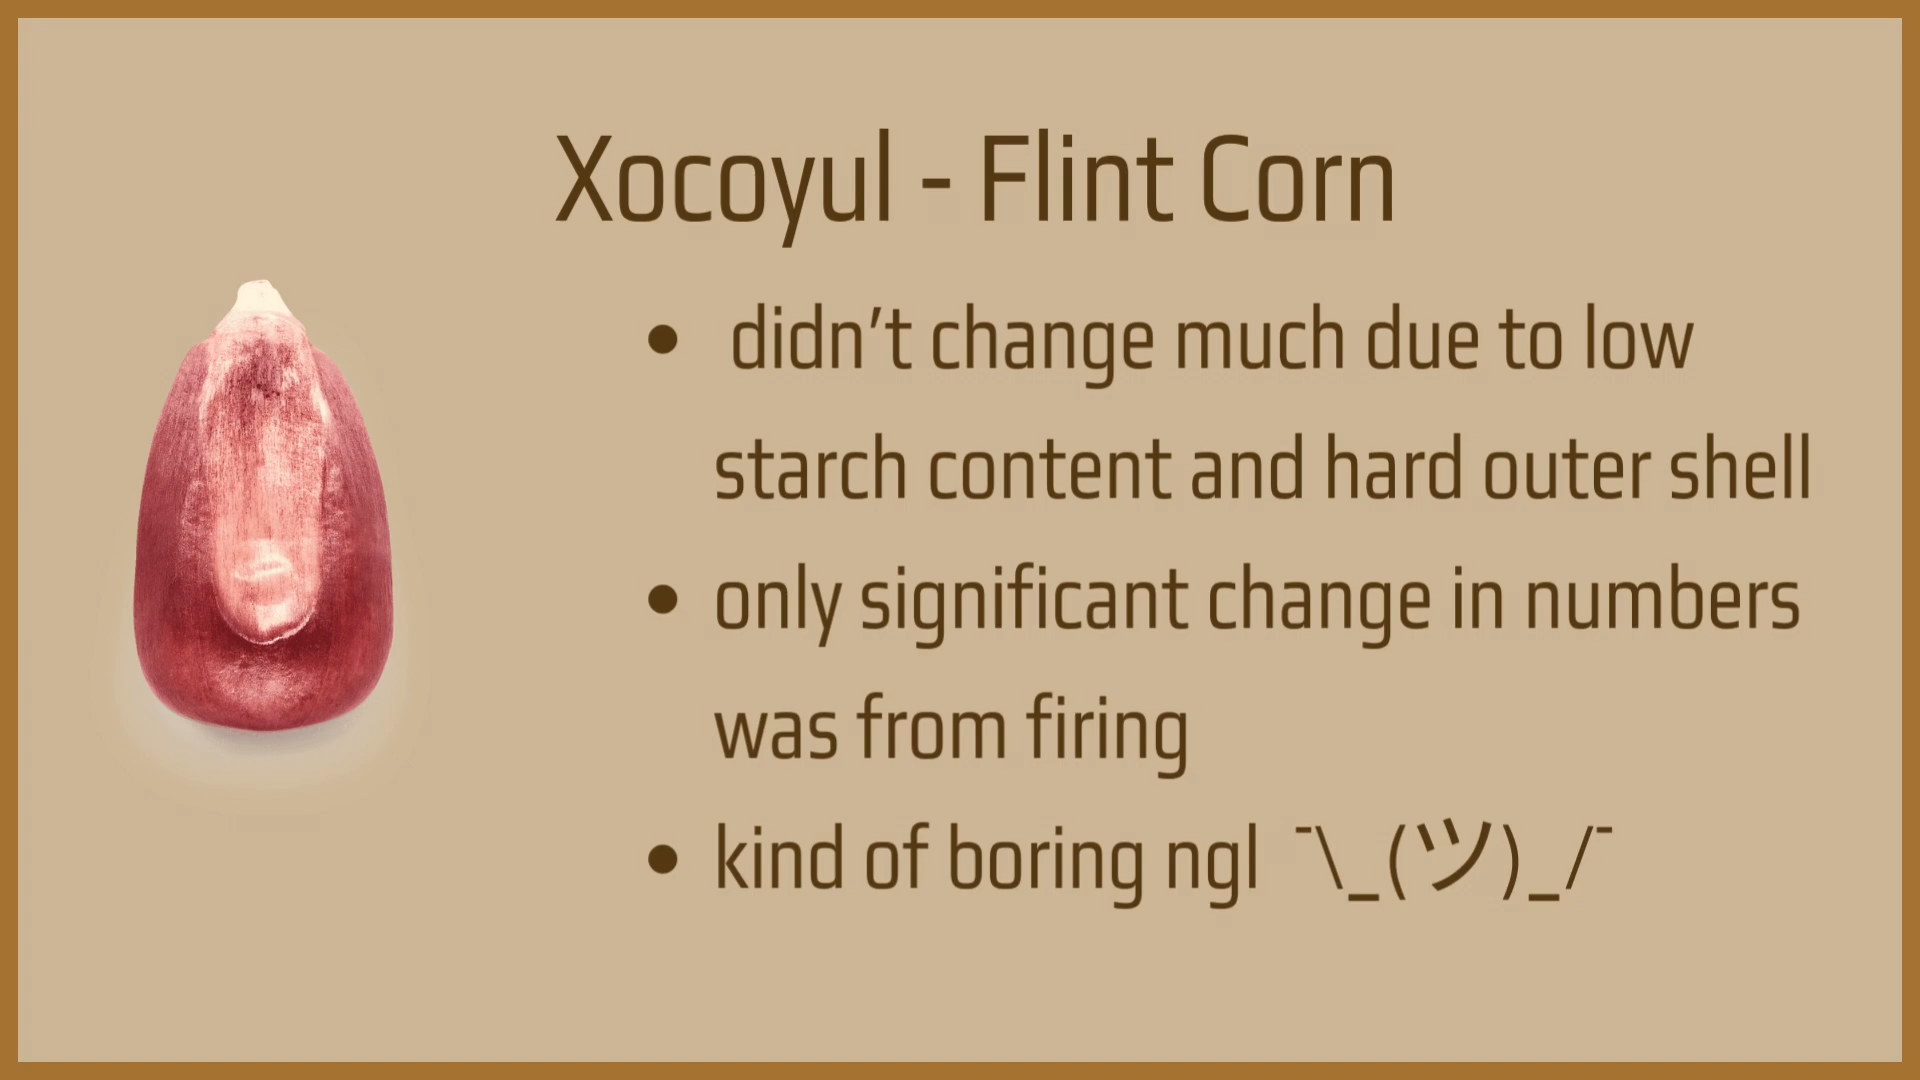 Xocoyul - Flint Corn
• didn't change much due to low
starch content and hard outer shell
• only significant change in numbers
was from firing
• kind of boring ngl ¯\_(ツ)_/¯